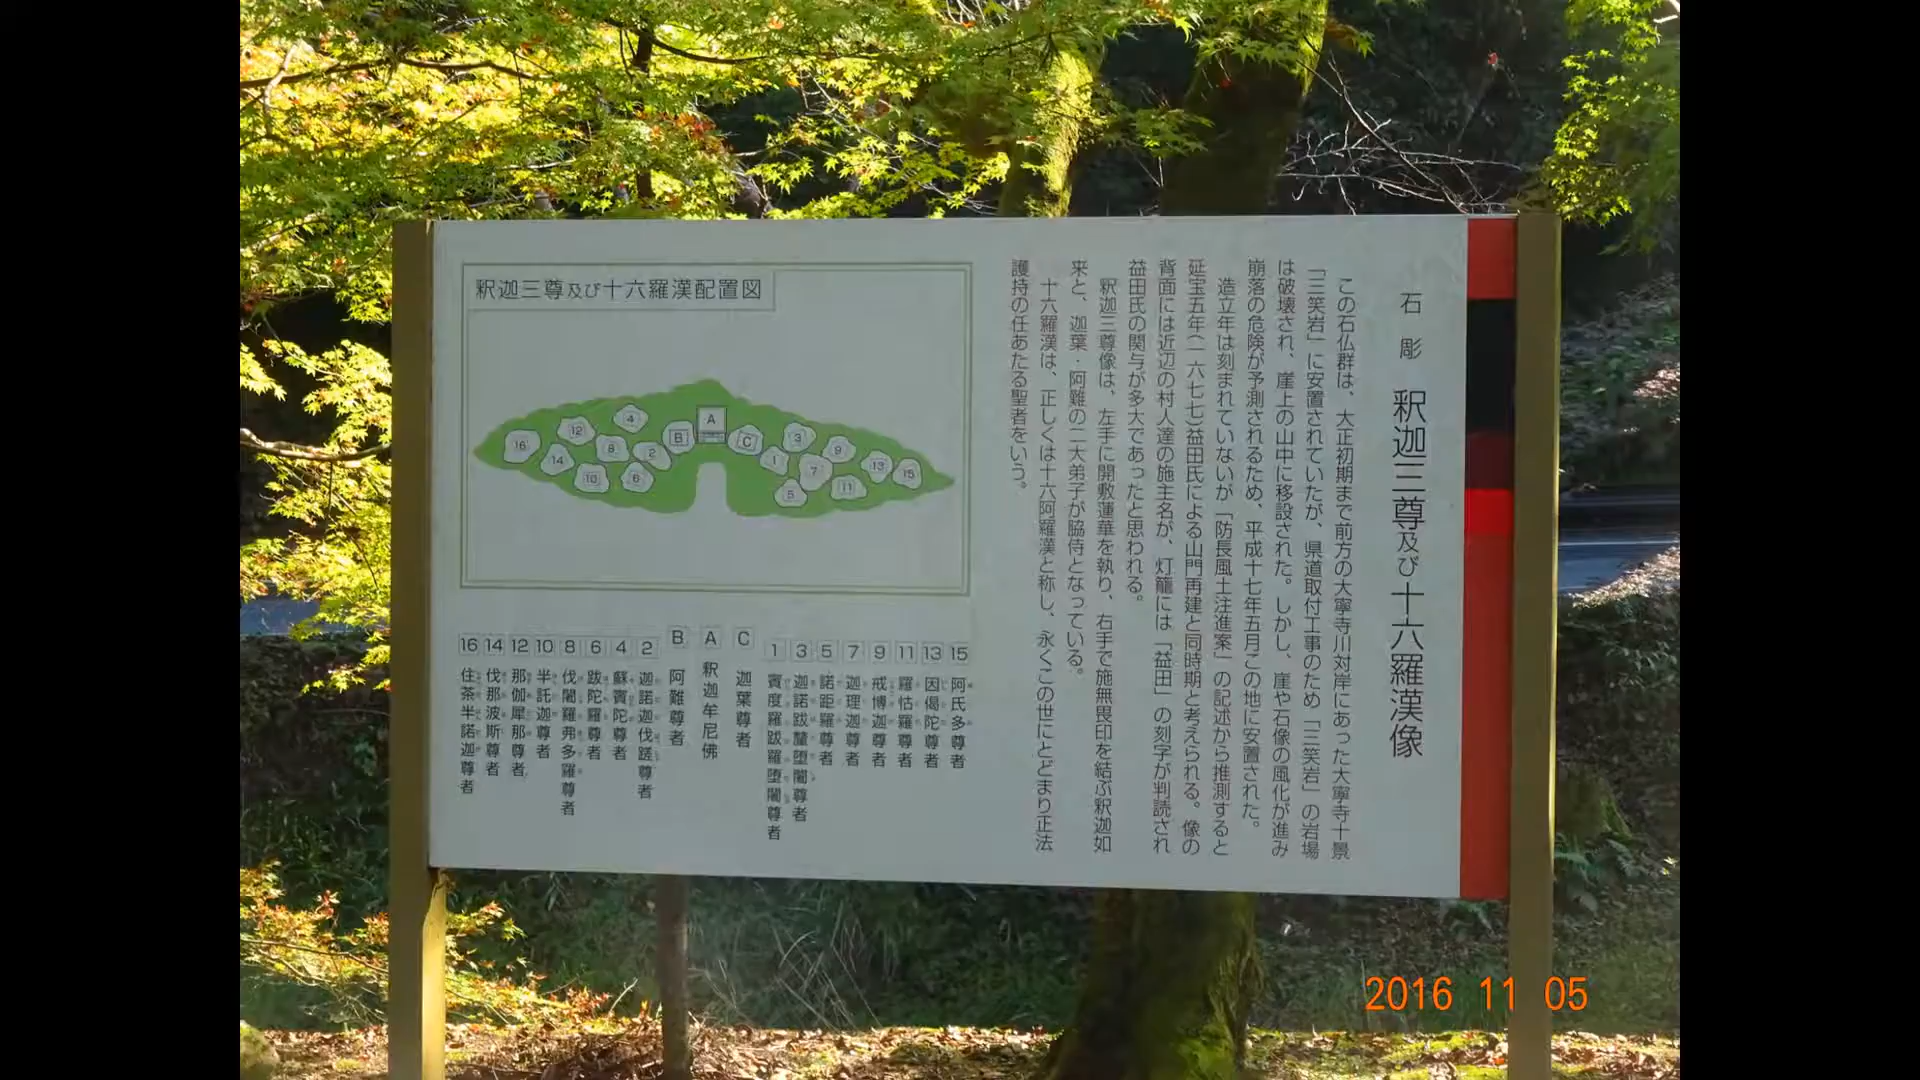 石彫 釈迦三尊及び十六羅漢像
この石仏群は、大正初期まで前方の大寧寺川対岸にあった大寧寺十景
「三笑岩」に安置されていたが、県道取付工事のため「三笑岩」の岩場
は破壊され、崖上の山中に移設された。しかし、崖や石像の風化が進み
崩落の危険が予測されるため、平成十七年五月この地に安置された。
造立年は刻まれていないが「防長風土注進案」の記述から推測すると
延宝五年(一六七七)益田氏による山門再建と同時期と考えられる。像の
背面には近辺の村人達の施主名が、灯籠には「益田」の刻字が判読され
益田氏の関与が多大であったと思われる。
釈迦三尊像は、左手に開敷蓮華を執り、右手で施無畏印を結ぶ釈迦如
来と、迦葉・阿難の二大弟子が脇侍となっている。
十六羅漢は、正しくは十六阿羅漢と称し、永くこの世にとどまり正法
護持の任あたる聖者をいう。
釈迦三尊及び十六羅漢配置図
16
12
4
14
8
2
10
6
B
A
C
3
1
9
7
13
15
5
11
15 阿氏多尊者
13 因偈陀尊者
11 羅怙羅尊者
9 戒博迦尊者
7 迦理迦尊者
5 諾距羅尊者
3 迦諾跋釐堕闍尊者
1 賓度羅跋羅堕闍尊者
C 迦葉尊者
A 釈迦牟尼佛
B 阿難尊者
2 迦諾迦伐蹉尊者
4 蘇賓陀尊者
6 跋陀羅尊者
8 伐闍羅弗多羅尊者
10 半託迦尊者
12 那伽犀那尊者
14 伐那波斯尊者
16 住茶半諾迦尊者
2016 11 05